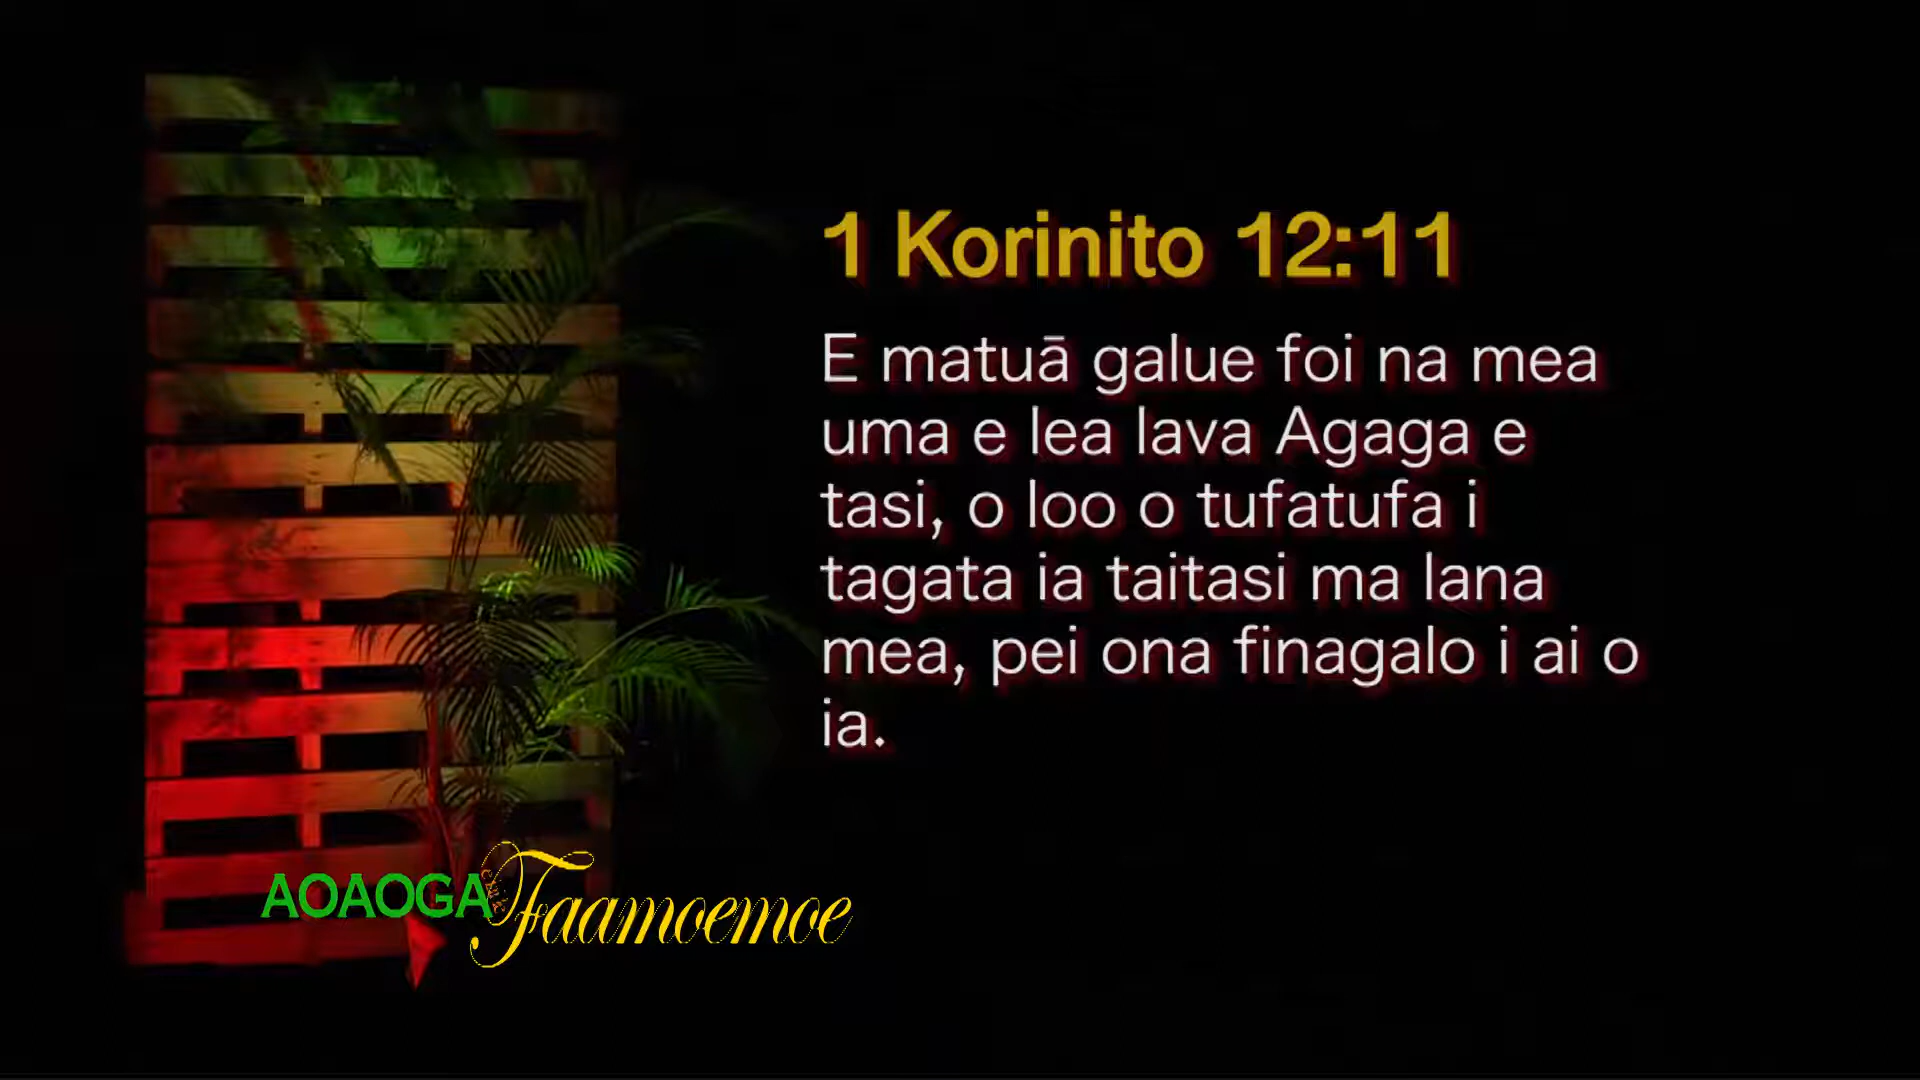 1 Korinito 12:11
E matuā galue foi na mea
uma e lea lava Agaga e
tasi, o loo o tufatufa i
tagata ia taitasi ma lana
mea, pei ona finagalo i ai o
ia.
AOAOGA Faamoemoe